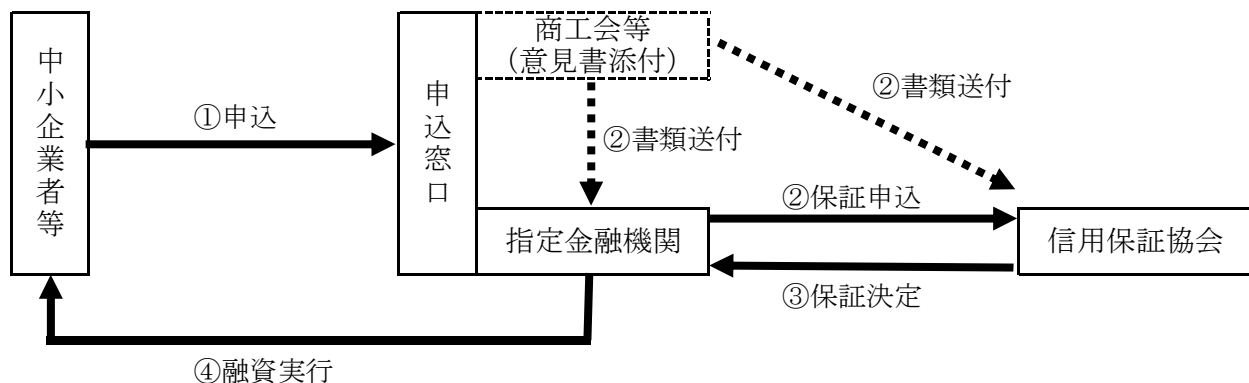 中小企業者等
①申込
申込窓口
商工会等
（意見書添付）
②書類送付
②書類送付
指定金融機関
②保証申込
③保証決定
信用保証協会
④融資実行